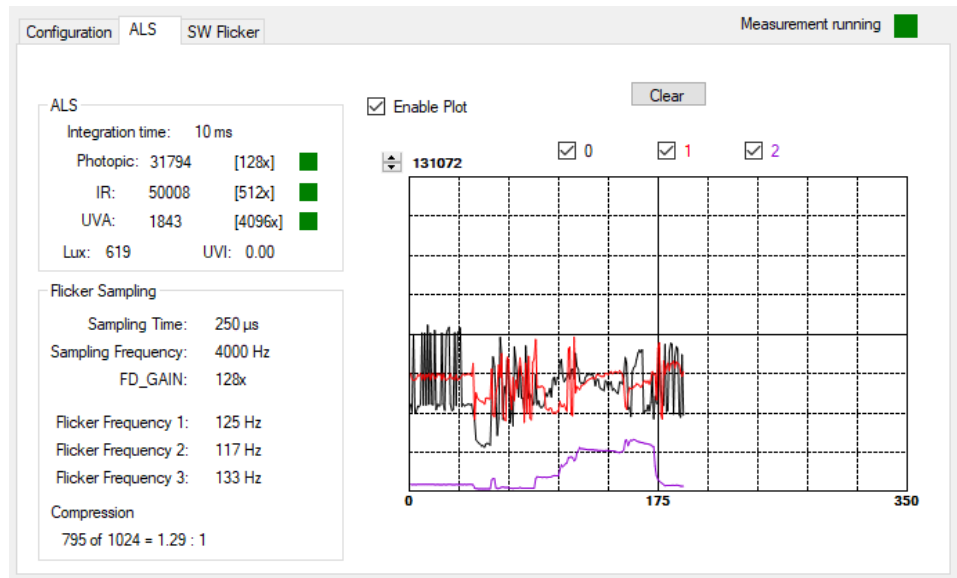 Configuration ALS SW Flicker Measurement running
ALS
Integration time: 10 ms
Photopic: 31794 [128x]
IR: 50008 [512x]
UVA: 1843 [4096x]
Lux: 619 UVI: 0.00
Flicker Sampling
Sampling Time: 250 µs
Sampling Frequency: 4000 Hz
FD_GAIN: 128x
Flicker Frequency 1: 125 Hz
Flicker Frequency 2: 117 Hz
Flicker Frequency 3: 133 Hz
Compression
795 of 1024 = 1.29 : 1
Enable Plot Clear
131072 0 1 2
0 175 350